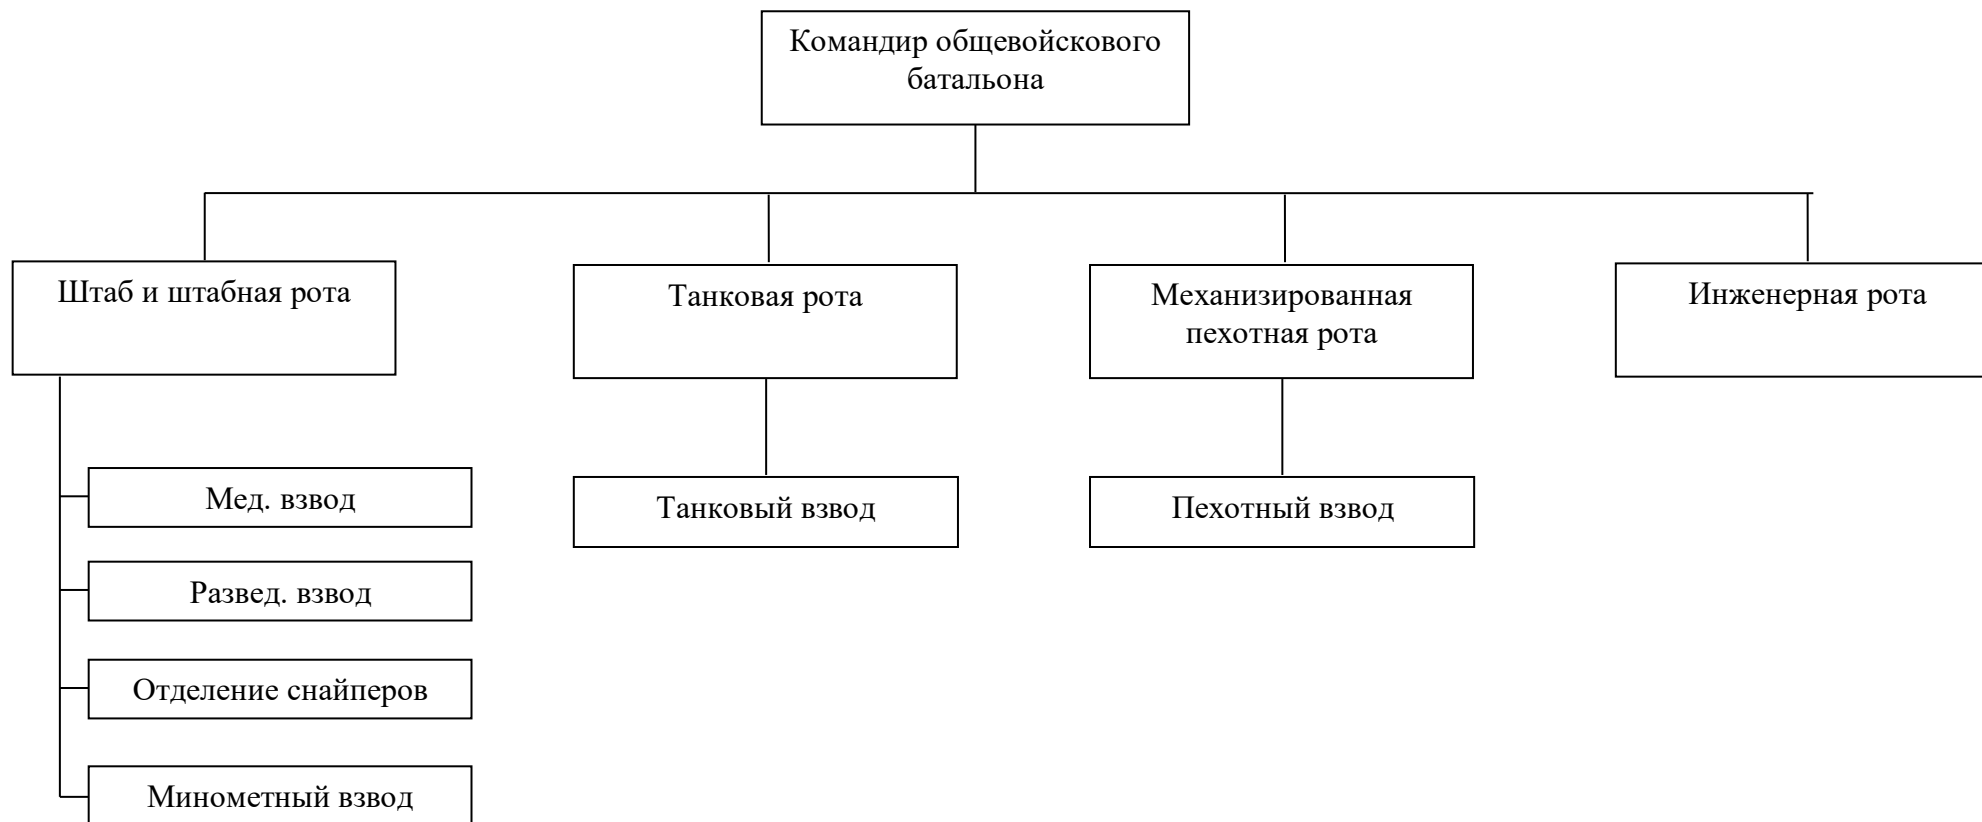 Командир общевойскового
батальона
Штаб и штабная рота
Танковая рота
Механизированная
пехотная рота
Инженерная рота
Мед. взвод
Развед. взвод
Отделение снайперов
Минометный взвод
Танковый взвод
Пехотный взвод